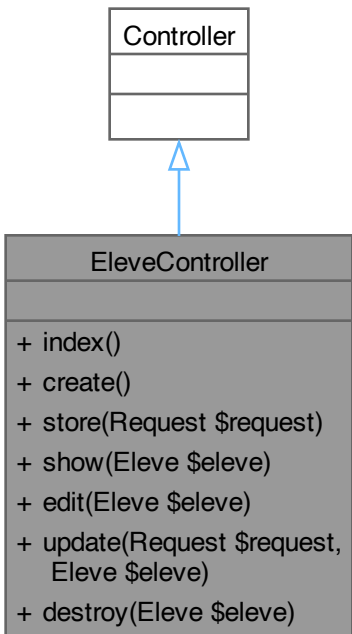 Controller
EleveController
+ index()
+ create()
+ store(Request $request)
+ show(Eleve $eleve)
+ edit(Eleve $eleve)
+ update(Request $request,
Eleve $eleve)
+ destroy(Eleve $eleve)